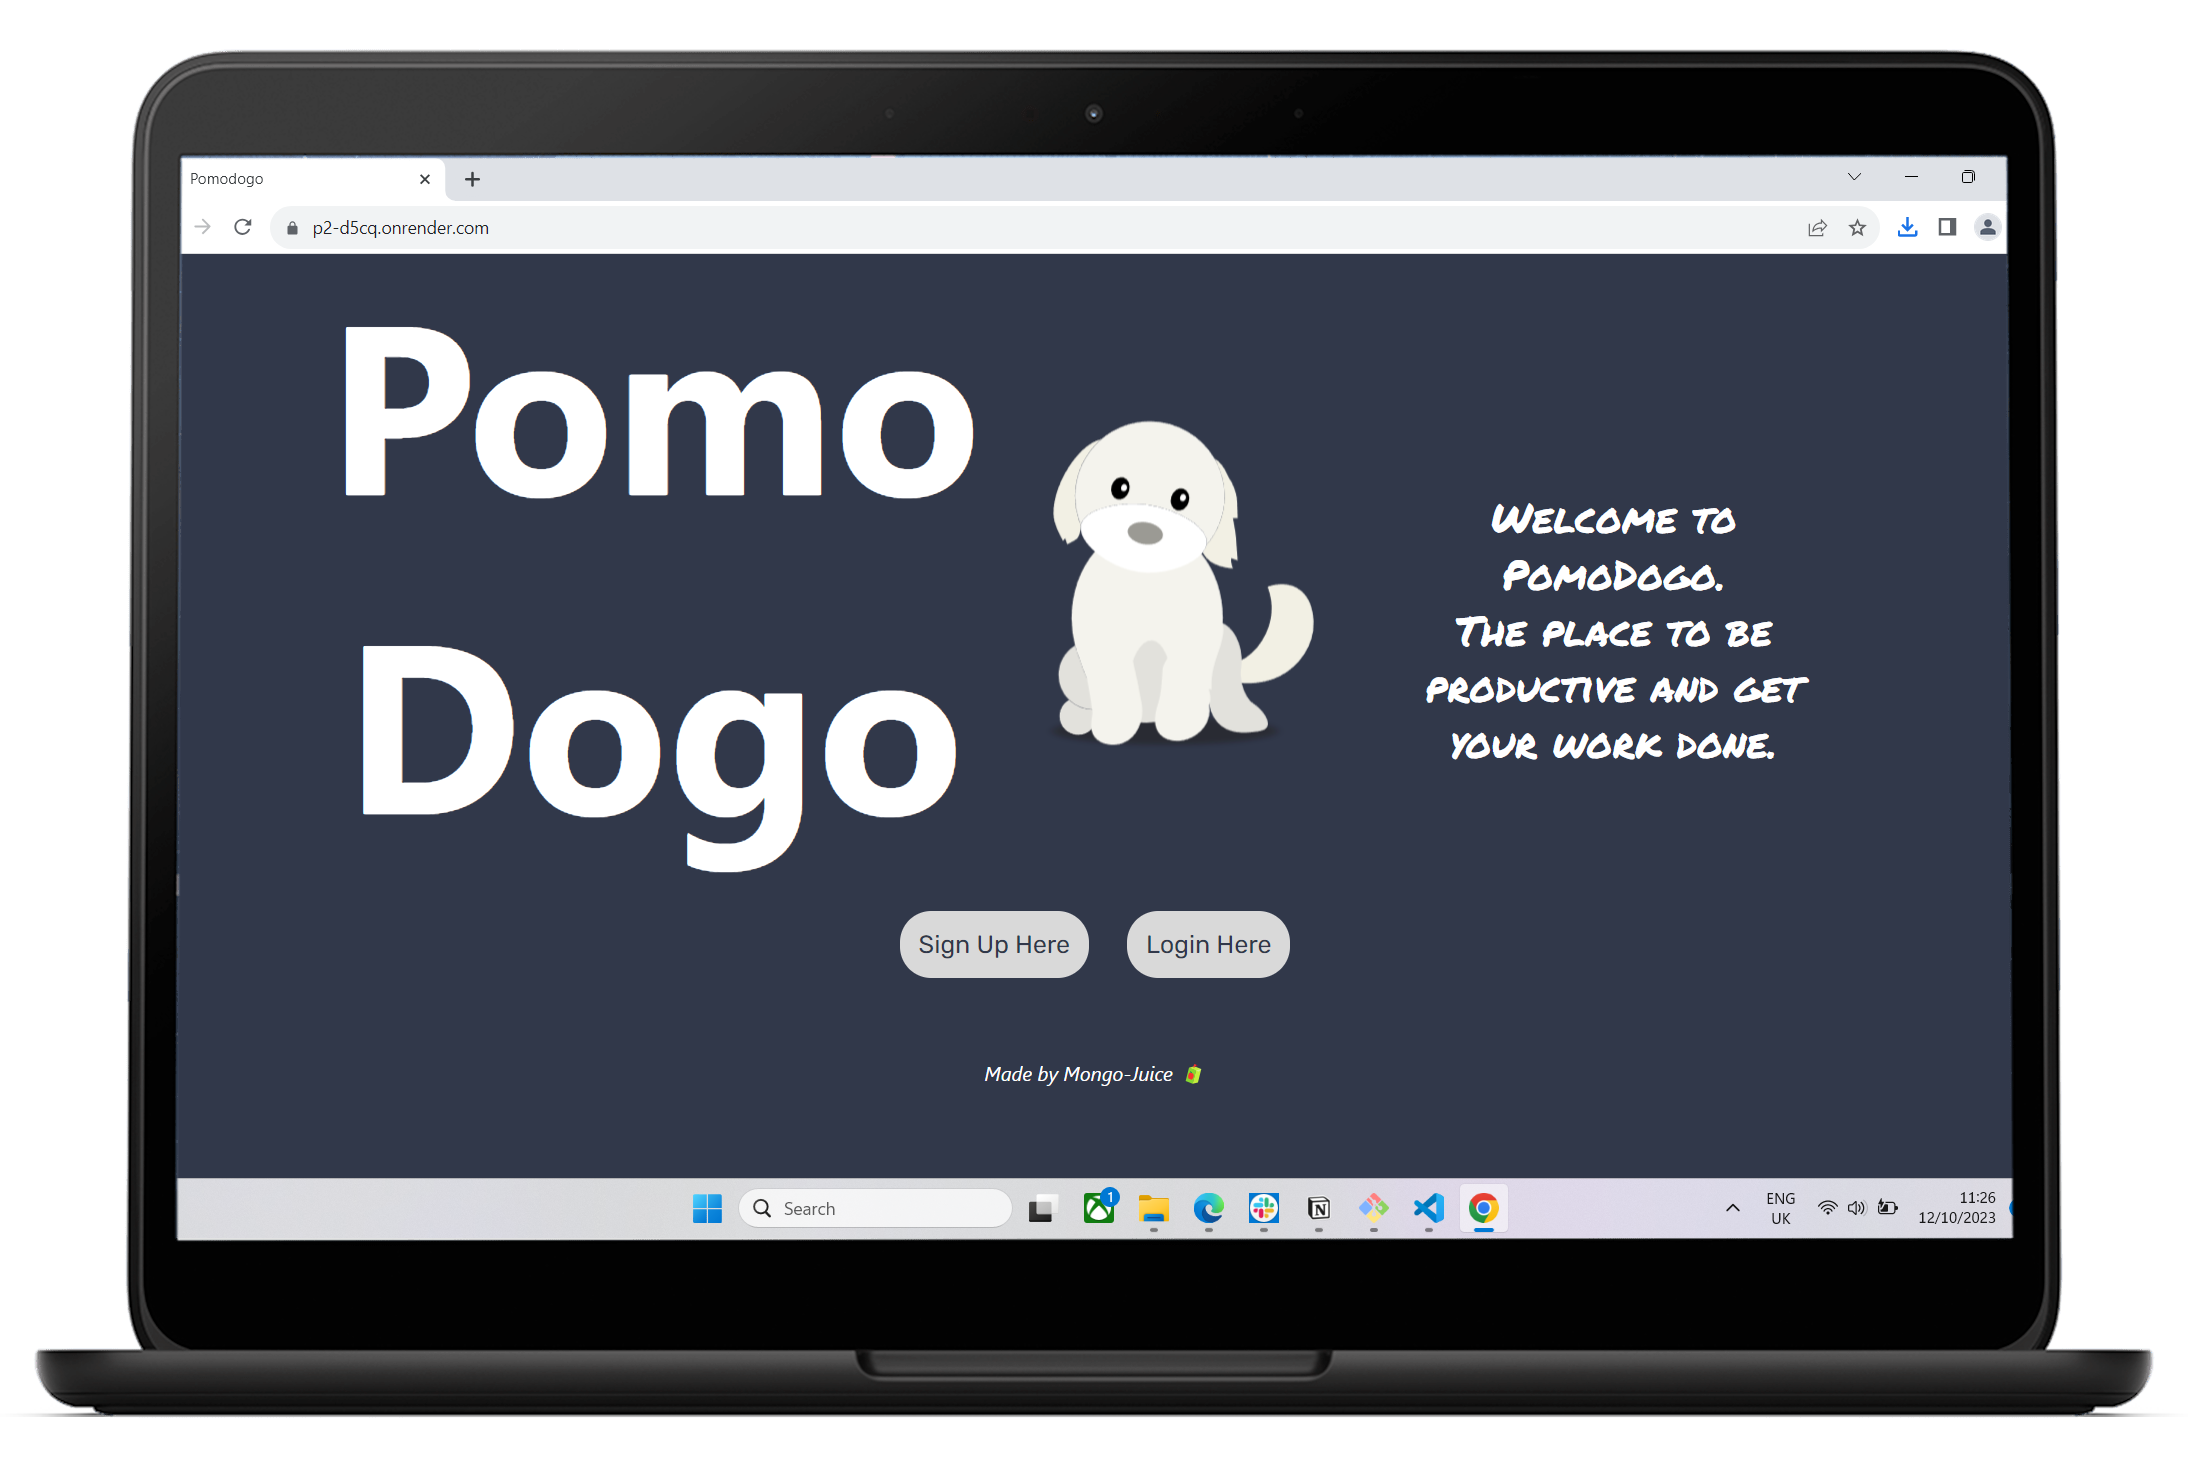 Pomodogo
p2-d5cq.onrender.com
Pomo
Dogo
Welcome to
PomoDogo.
The place to be
productive and get
your work done.
Sign Up Here
Login Here
Made by Mongo-Juice
Search
1
N
ENG
UK
11:26
12/10/2023